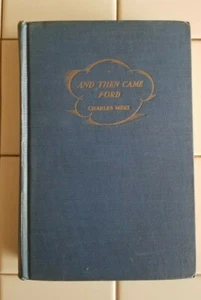 AND THEN CAME
FORD
CHARLES MERZ